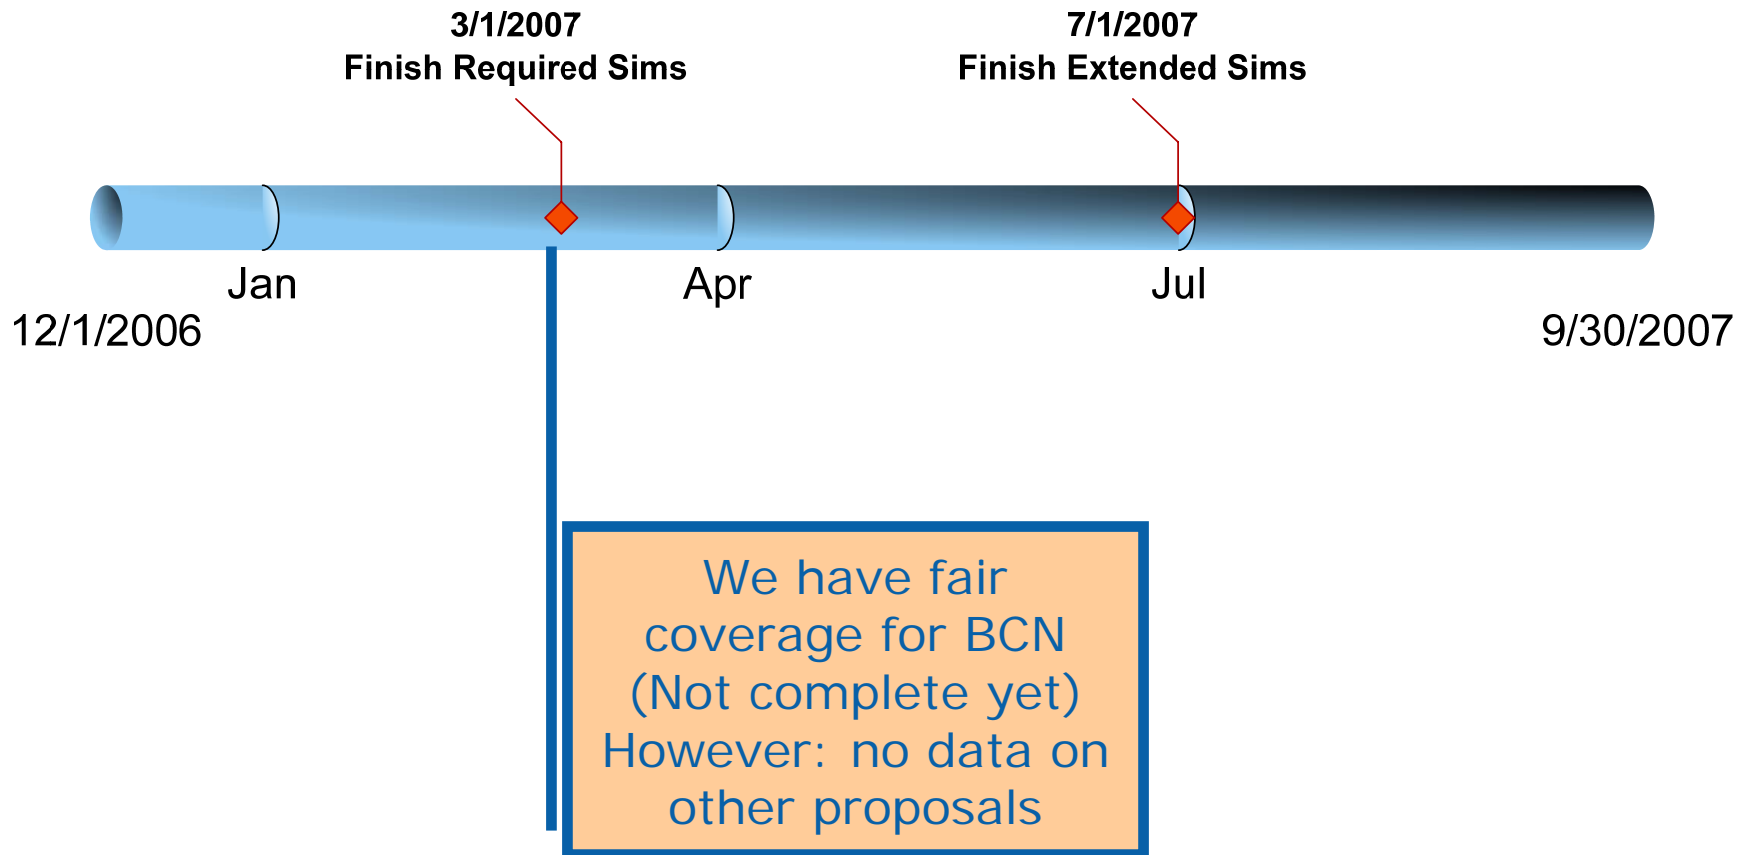 3/1/2007
Finish Required Sims
7/1/2007
Finish Extended Sims
Jan
Apr
Jul
12/1/2006
9/30/2007
We have fair
coverage for BCN
(Not complete yet)
However: no data on
other proposals